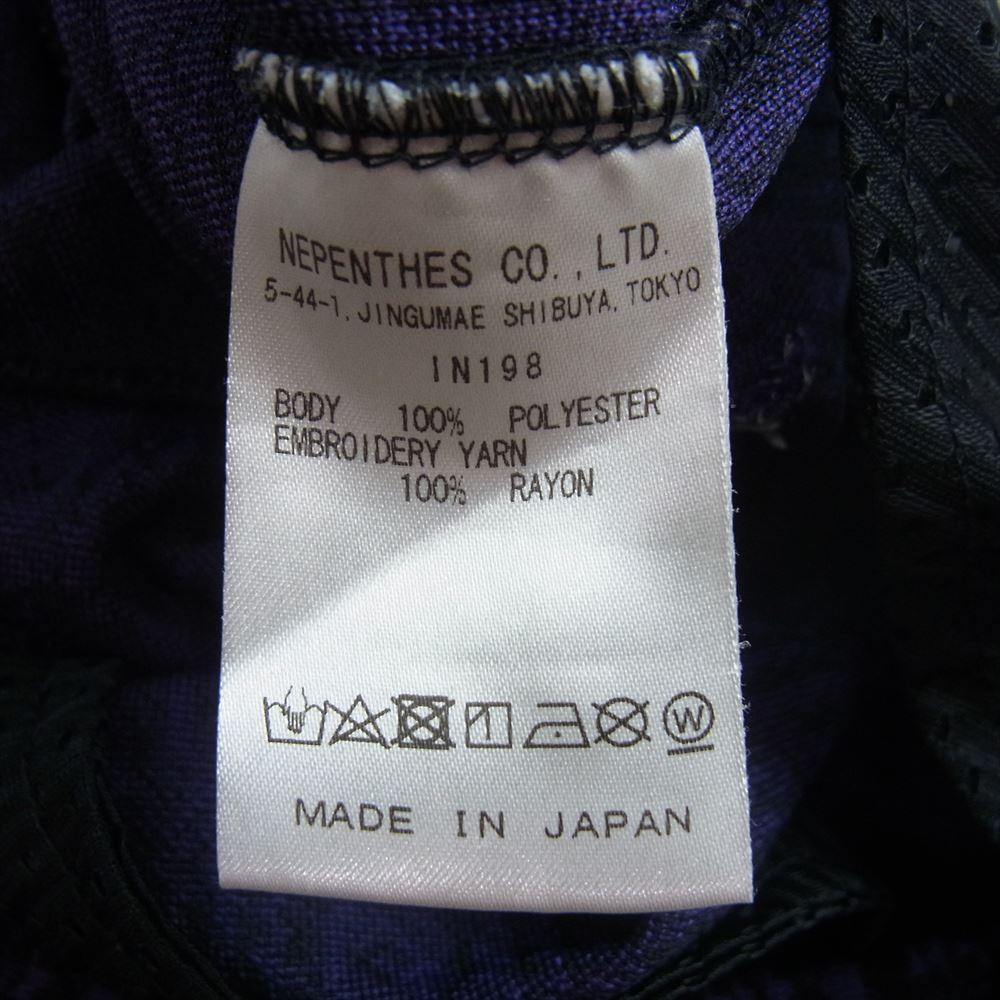 NEPENTHES CO., LTD.
5-44-1, JINGUMAE SHIBUYA, TOKYO
IN198
BODY 100% POLYESTER
EMBROIDERY YARN
100% RAYON
W
MADE IN JAPAN